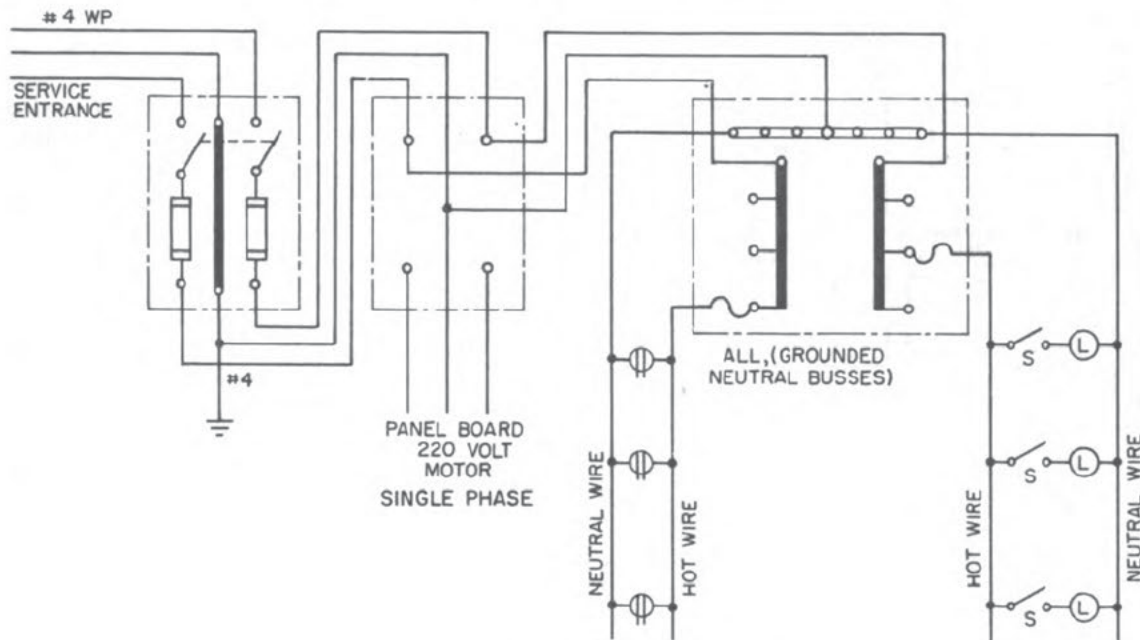 # 4 WP
SERVICE
ENTRANCE
#4
PANEL BOARD
220 VOLT
MOTOR
SINGLE PHASE
ALL,(GROUNDED
NEUTRAL BUSSES)
NEUTRAL WIRE
HOT WIRE
HOT WIRE
NEUTRAL WIRE
S
L
S
L
S
L